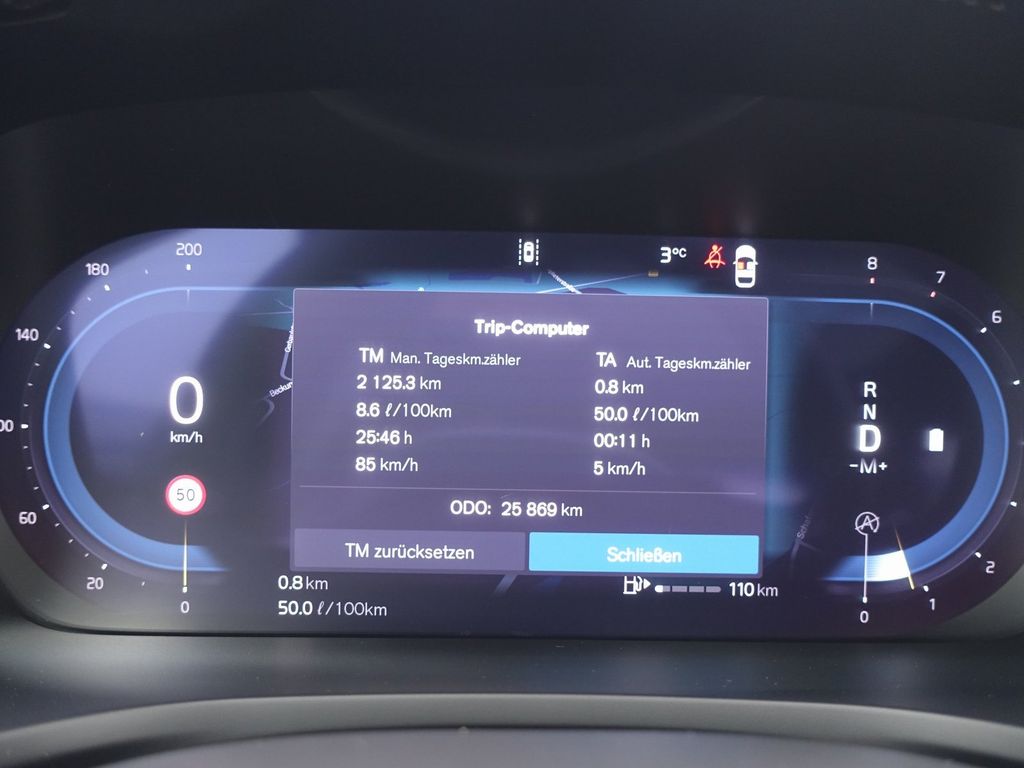 200
180
140
100
60
20
0
0
km/h
50
3°C
Trip-Computer
TM Man. Tageskm.zähler
2 125.3 km
8.6 ℓ/100km
25:46 h
85 km/h
TA Aut. Tageskm.zähler
0.8 km
50.0 ℓ/100km
00:11 h
5 km/h
ODO: 25 869 km
TM zurücksetzen
Schließen
0.8 km
50.0 ℓ/100km
110 km
8
7
6
2
1
0
R
N
D
-M+
A